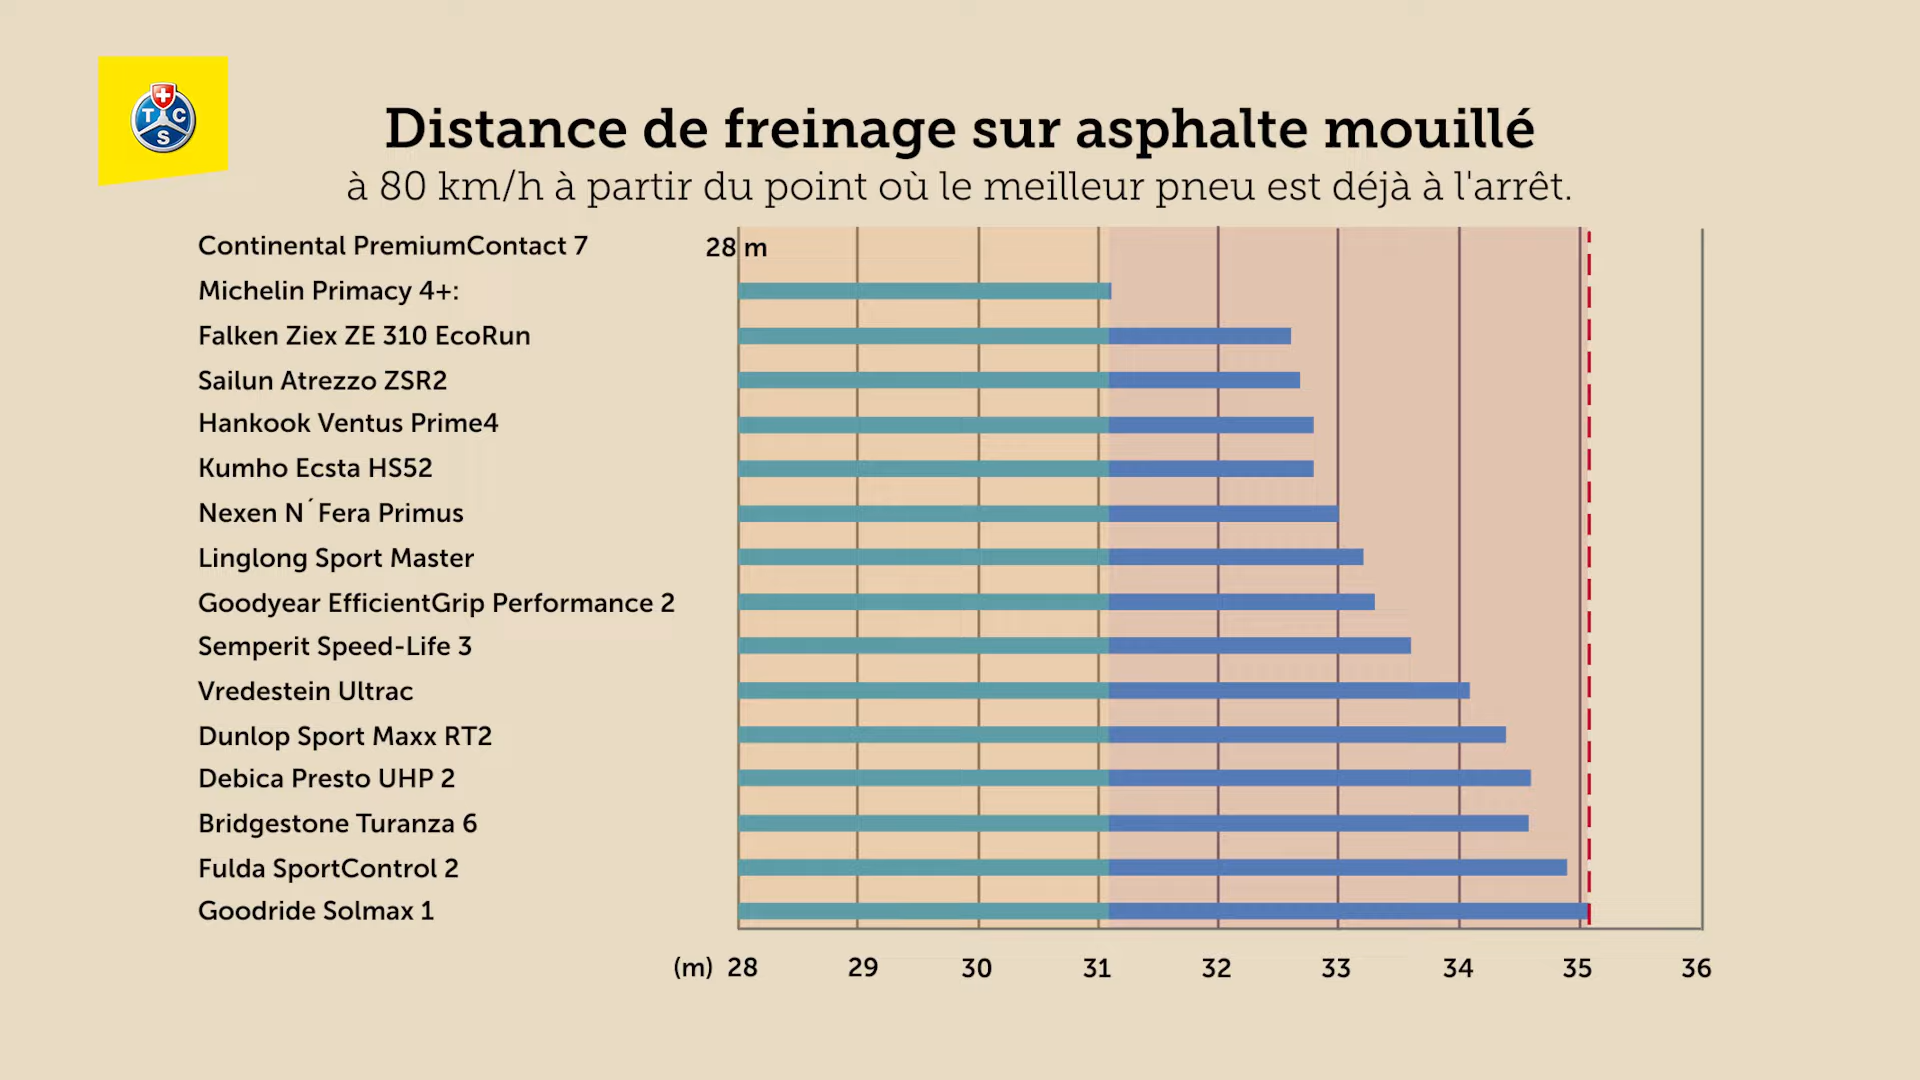 TCS
Distance de freinage sur asphalte mouillé
à 80 km/h à partir du point où le meilleur pneu est déjà à l'arrêt.
Continental PremiumContact 7 28 m
Michelin Primacy 4+:
Falken Ziex ZE 310 EcoRun
Sailun Atrezzo ZSR2
Hankook Ventus Prime4
Kumho Ecsta HS52
Nexen N´Fera Primus
Linglong Sport Master
Goodyear EfficientGrip Performance 2
Semperit Speed-Life 3
Vredestein Ultrac
Dunlop Sport Maxx RT2
Debica Presto UHP 2
Bridgestone Turanza 6
Fulda SportControl 2
Goodride Solmax 1
(m) 28 29 30 31 32 33 34 35 36